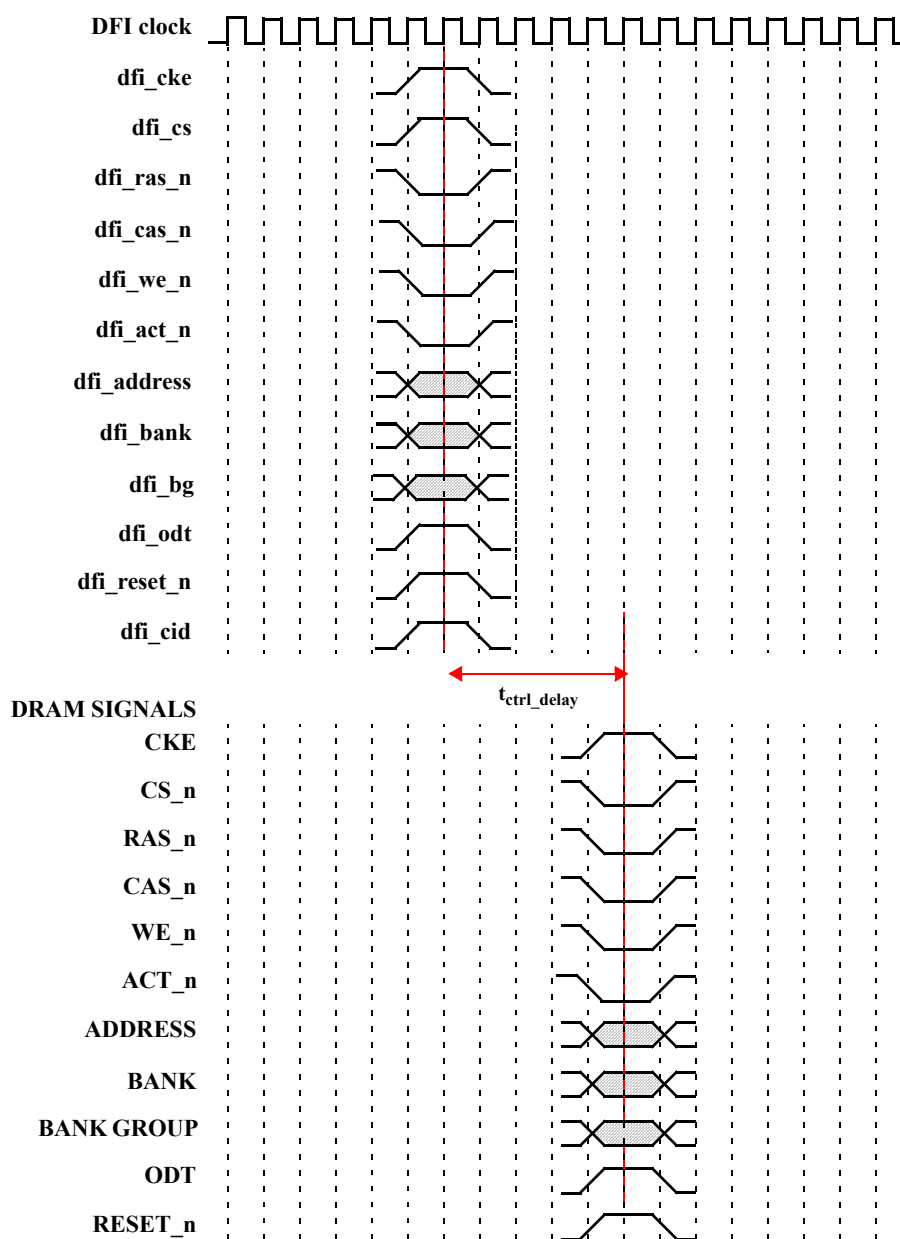 DFI clock
dfi_cke
dfi_cs
dfi_ras_n
dfi_cas_n
dfi_we_n
dfi_act_n
dfi_address
dfi_bank
dfi_bg
dfi_odt
dfi_reset_n
dfi_cid
tctrl_delay
DRAM SIGNALS
CKE
CS_n
RAS_n
CAS_n
WE_n
ACT_n
ADDRESS
BANK
BANK GROUP
ODT
RESET_n